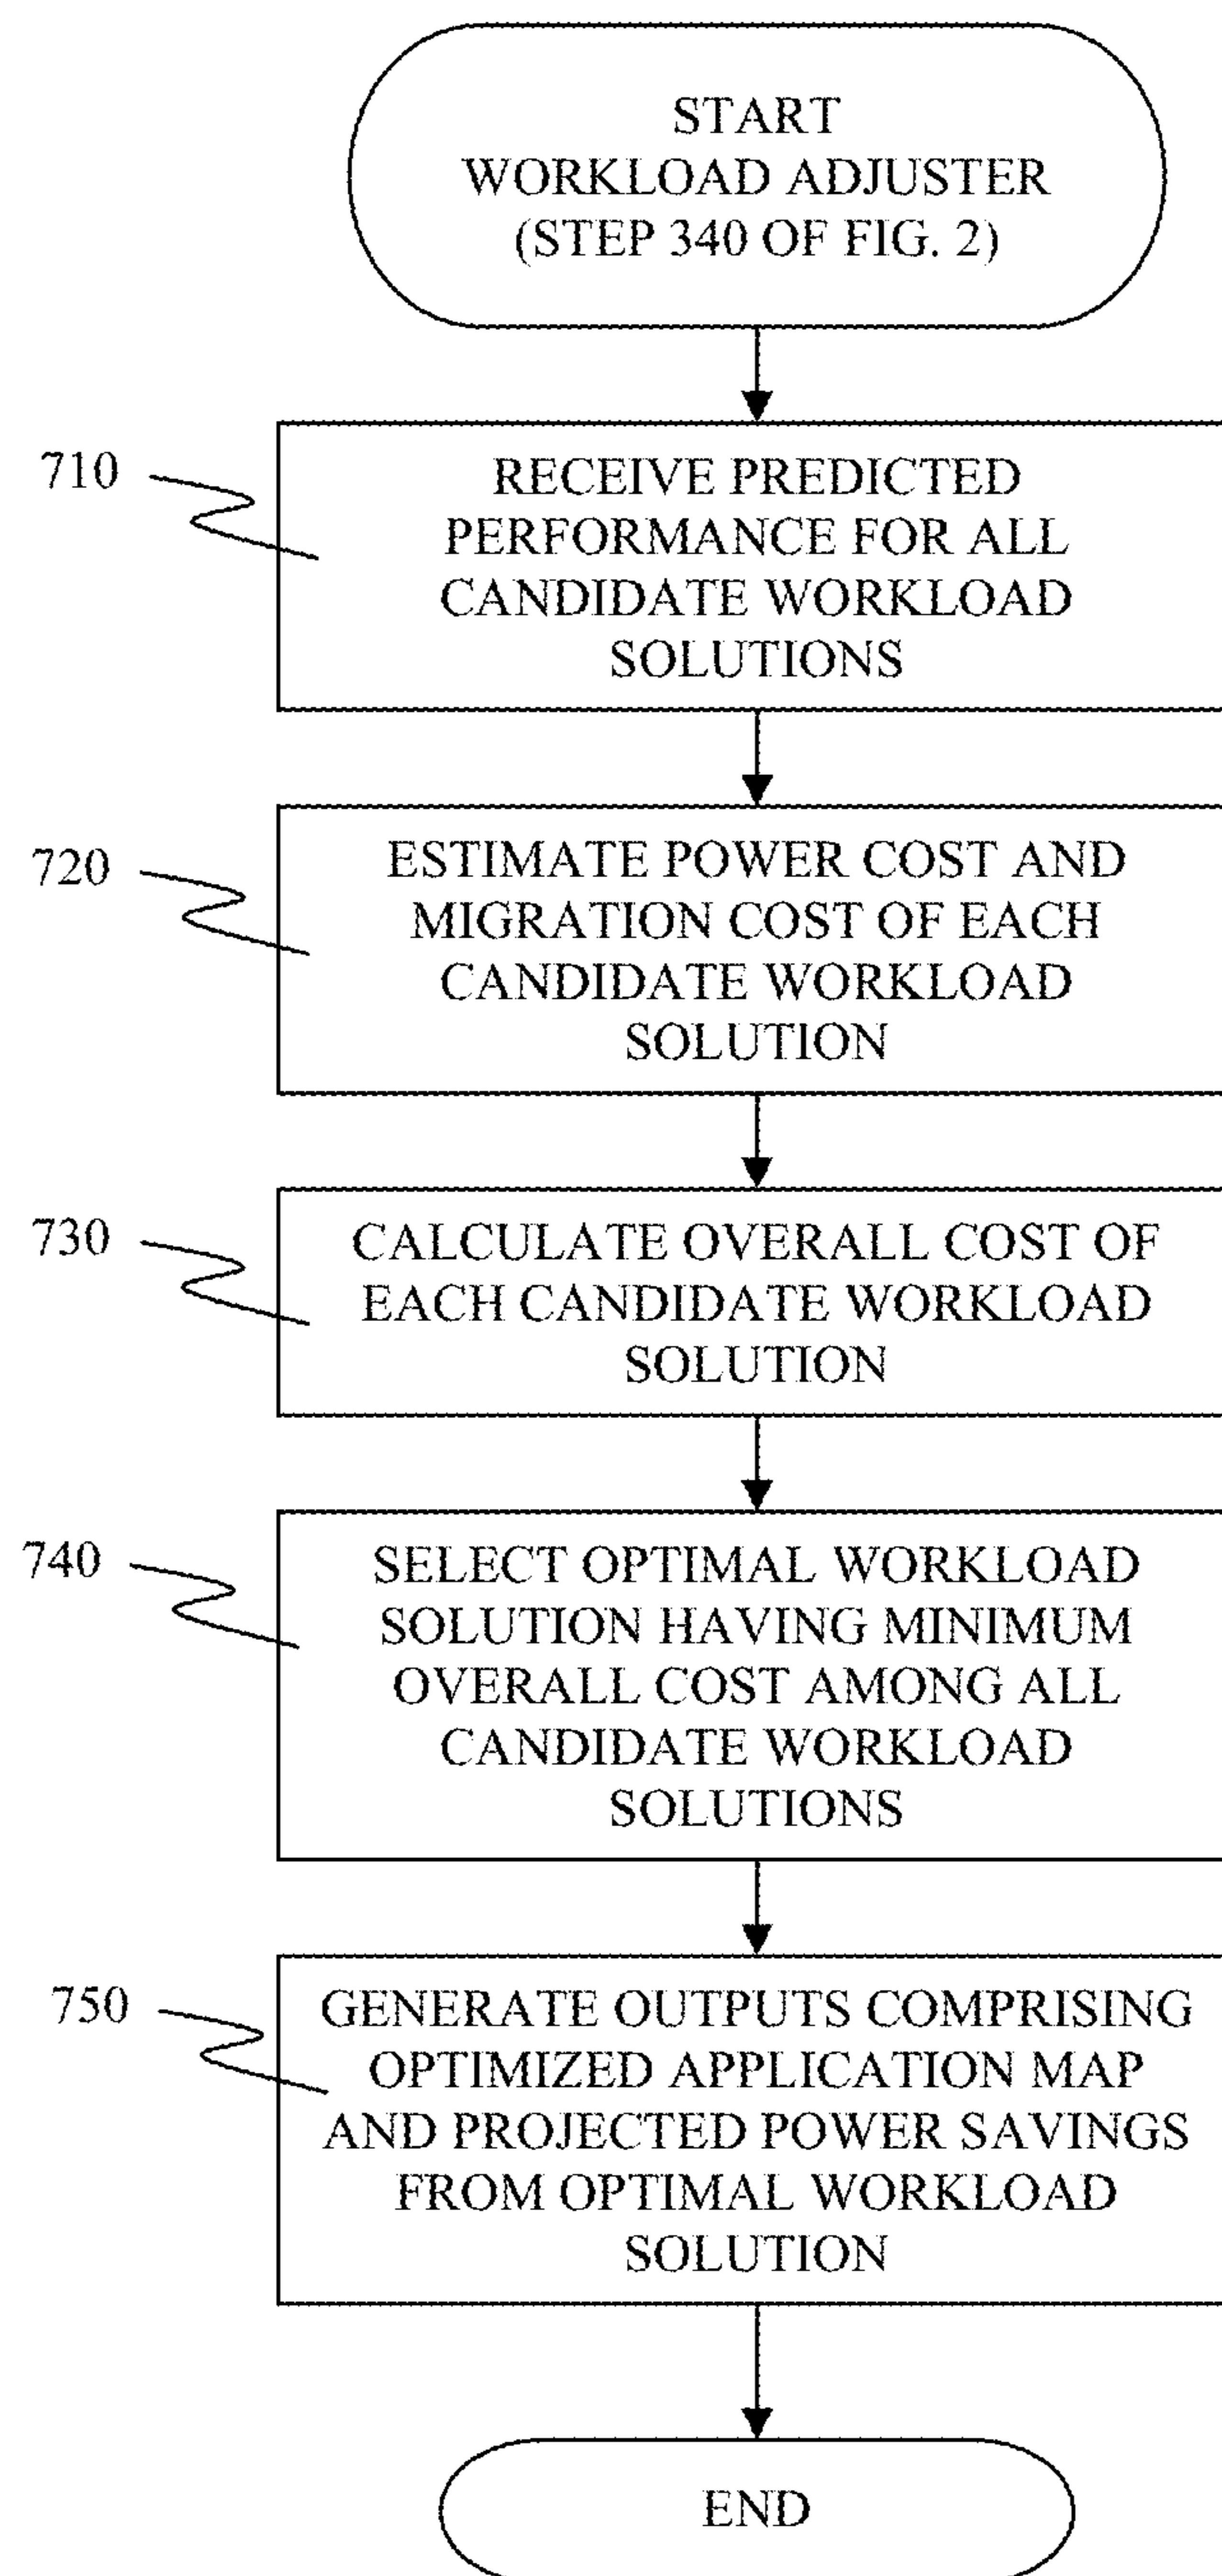 START
WORKLOAD ADJUSTER
(STEP 340 OF FIG. 2)
710
RECEIVE PREDICTED
PERFORMANCE FOR ALL
CANDIDATE WORKLOAD
SOLUTIONS
720
ESTIMATE POWER COST AND
MIGRATION COST OF EACH
CANDIDATE WORKLOAD
SOLUTION
730
CALCULATE OVERALL COST OF
EACH CANDIDATE WORKLOAD
SOLUTION
740
SELECT OPTIMAL WORKLOAD
SOLUTION HAVING MINIMUM
OVERALL COST AMONG ALL
CANDIDATE WORKLOAD
SOLUTIONS
750
GENERATE OUTPUTS COMPRISING
OPTIMIZED APPLICATION MAP
AND PROJECTED POWER SAVINGS
FROM OPTIMAL WORKLOAD
SOLUTION
END